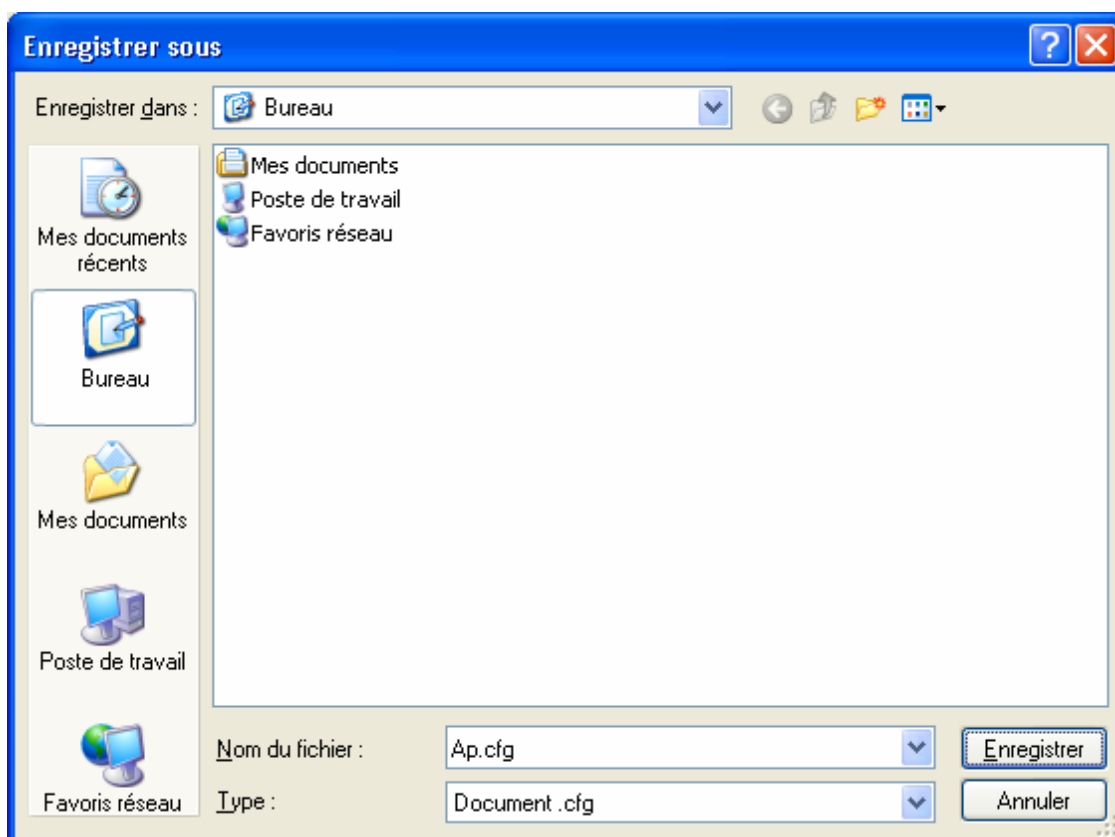 Enregistrer sous
Enregistrer dans :
Bureau
Mes documents
récents
Bureau
Mes documents
Poste de travail
Favoris réseau
Mes documents
Poste de travail
Favoris réseau
Nom du fichier :
Ap.cfg
Enregistrer
Type :
Document .cfg
Annuler